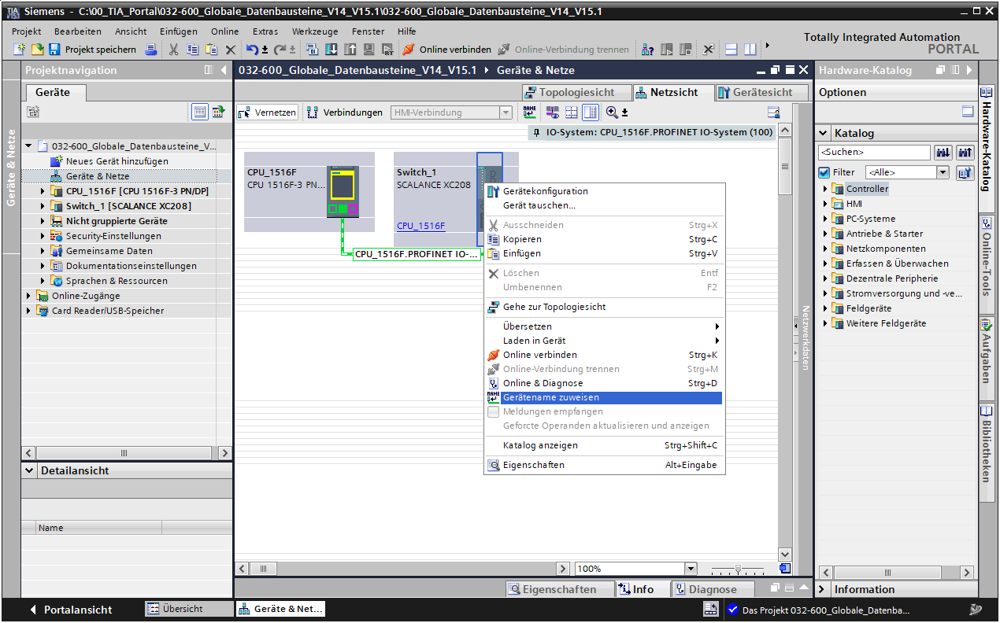 Siemens - C:\00_TIA_Portal\032-600_Globale_Datenbausteine_V14_V15.1\032-600_Globale_Datenbausteine_V14_V15.1
Projekt Bearbeiten Ansicht Einfügen Online Extras Werkzeuge Fenster Hilfe
Totally Integrated Automation
PORTAL
Projekt speichern Online verbinden Online-Verbindung trennen
Projektnavigation
032-600_Globale_Datenbausteine_V14_V15.1 Geräte & Netze
Hardware-Katalog
Geräte
Topologiesicht Netzsicht Gerätesicht
Optionen
Vernetzen Verbindungen HMI-Verbindung
IO-System: CPU_1516F.PROFINET IO-System (100)
Geräte & Netze
032-600_Globale_Datenbausteine_V...
Neues Gerät hinzufügen
Geräte & Netze
CPU_1516F [CPU 1516F-3 PN/DP]
Switch_1 [SCALANCE XC208]
Nicht gruppierte Geräte
Security-Einstellungen
Gemeinsame Daten
Dokumentationseinstellungen
Sprachen & Ressourcen
Online-Zugänge
Card Reader/USB-Speicher
Detailansicht
Name
CPU_1516F
CPU 1516F-3 PN...
Switch_1
SCALANCE XC208
CPU_1516F
CPU_1516F.PROFINET IO-...
Gerätekonfiguration
Gerät tauschen...
Ausschneiden Strg+X
Kopieren Strg+C
Einfügen Strg+V
Löschen Entf
Umbenennen F2
Gehe zur Topologiesicht
Übersetzen
Laden in Gerät
Online verbinden Strg+K
Online-Verbindung trennen Strg+M
Online & Diagnose Strg+D
Gerätename zuweisen
Meldungen empfangen
Geforcte Operanden aktualisieren und anzeigen
Katalog anzeigen Strg+Shift+C
Eigenschaften Alt+Eingabe
Netzwerkdaten
100%
Eigenschaften Info Diagnose
Katalog
<Suchen>
Filter <Alle>
Controller
HMI
PC-Systeme
Antriebe & Starter
Netzkomponenten
Erfassen & Überwachen
Dezentrale Peripherie
Stromversorgung und -ve...
Feldgeräte
Weitere Feldgeräte
Information
Hardware-Katalog
Online-Tools
Aufgaben
Bibliotheken
Portalansicht Übersicht Geräte & Net... Das Projekt 032-600_Globale_Datenba...